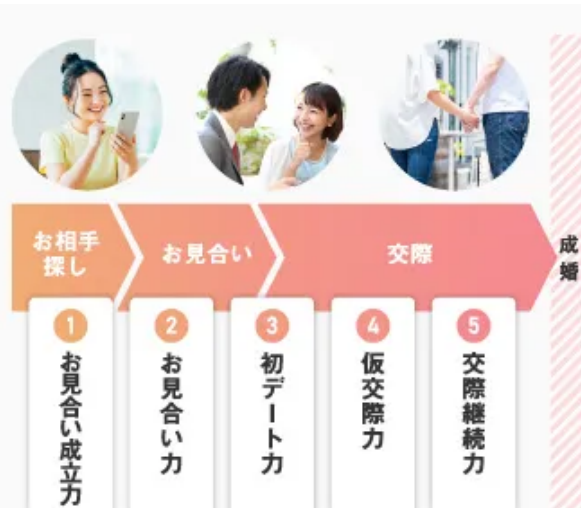 お相手
探し
お見合い
交際
成婚
1
お見合い成立力
2
お見合い力
3
初デート力
4
仮交際力
5
交際継続力